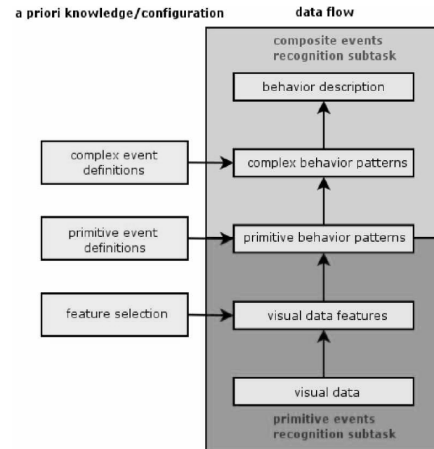 a priori knowledge/configuration
data flow
composite events
recognition subtask
behavior description
complex event
definitions
complex behavior patterns
primitive event
definitions
primitive behavior patterns
feature selection
visual data features
visual data
primitive events
recognition subtask